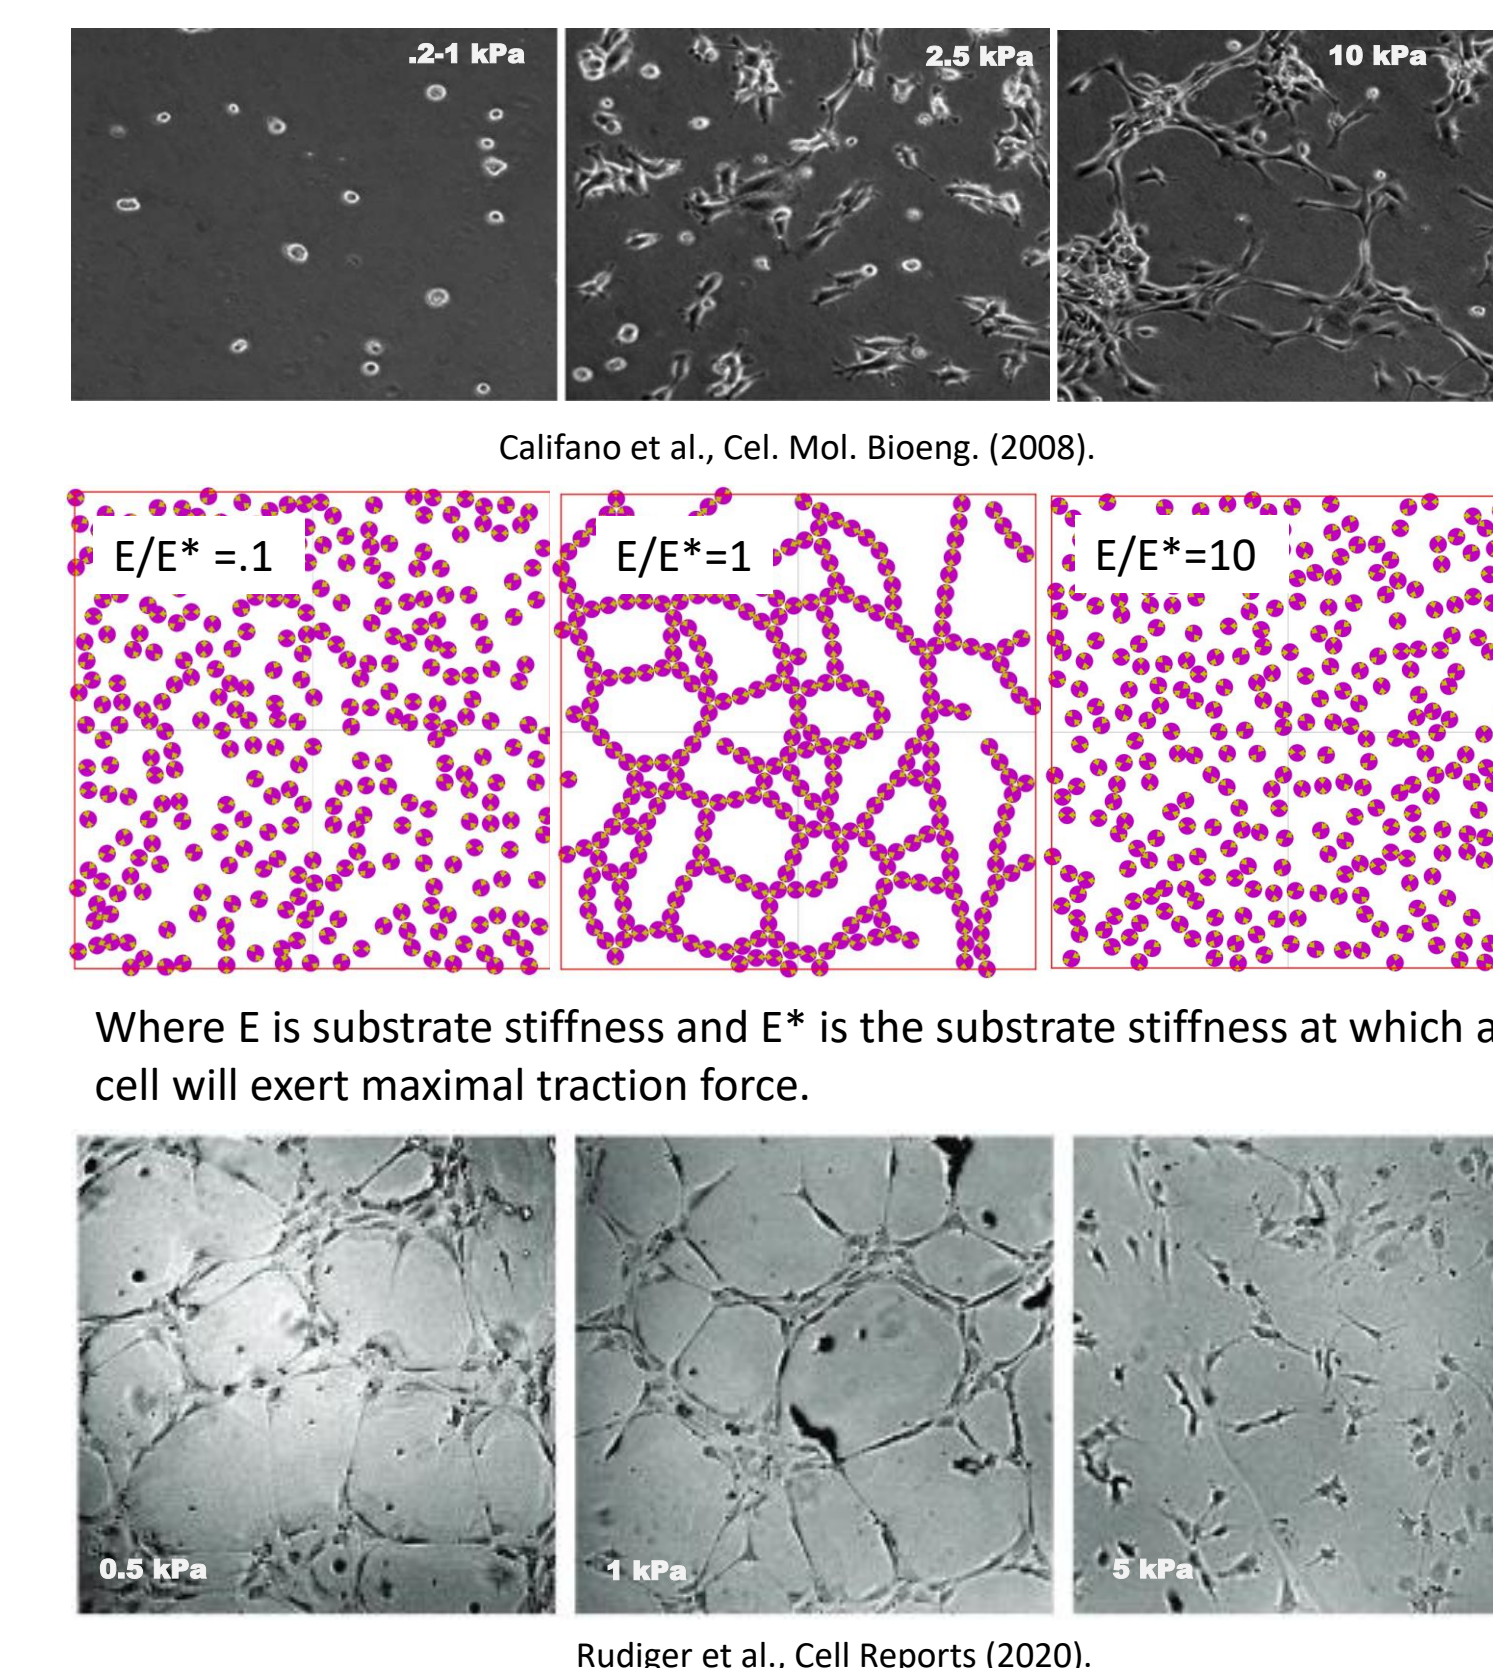 .2-1 kPa
2.5 kPa
10 kPa
Califano et al., Cel. Mol. Bioeng. (2008).
E/E* =.1
E/E*=1
E/E*=10
Where E is substrate stiffness and E* is the substrate stiffness at which a
cell will exert maximal traction force.
0.5 kPa
1 kPa
5 kPa
Rudiger et al., Cell Reports (2020).